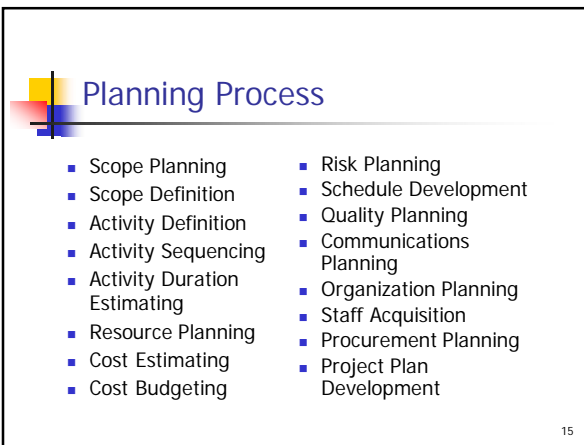 Planning Process
Scope Planning
Scope Definition
Activity Definition
Activity Sequencing
Activity Duration
Estimating
Resource Planning
Cost Estimating
Cost Budgeting
Risk Planning
Schedule Development
Quality Planning
Communications
Planning
Organization Planning
Staff Acquisition
Procurement Planning
Project Plan
Development
15